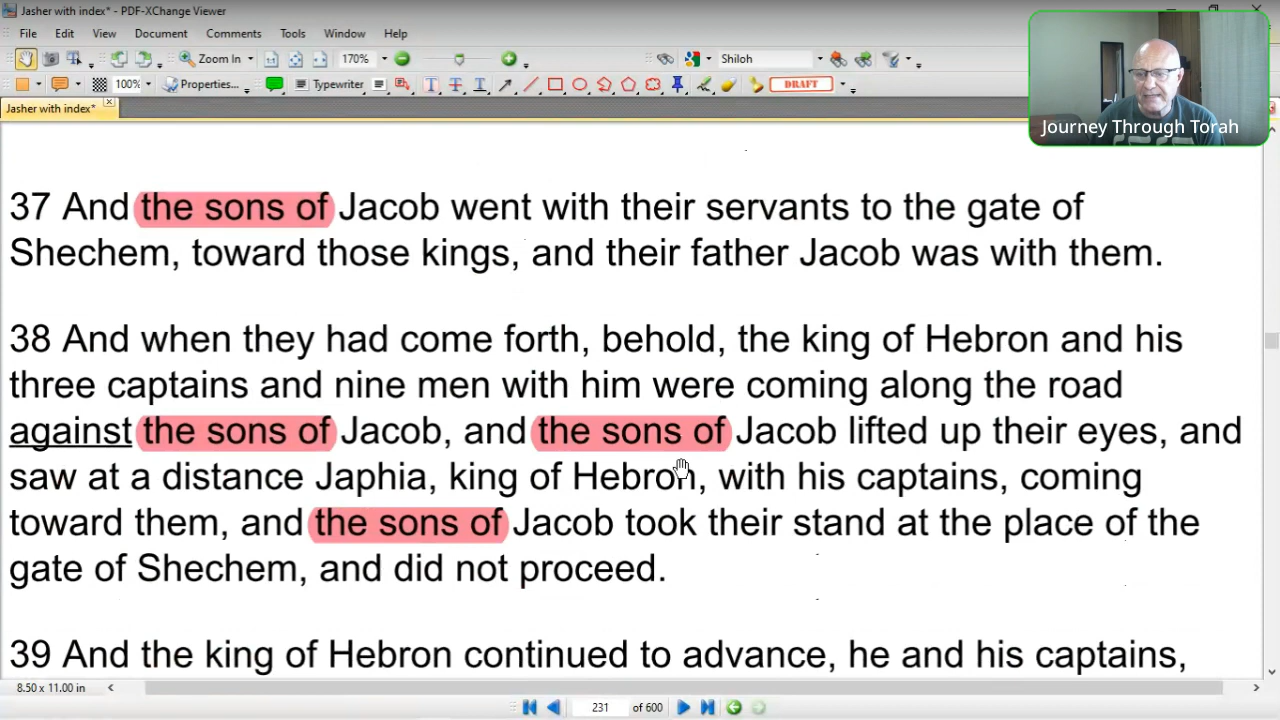 Jasher with index* - PDF-XChange Viewer
File Edit View Document Comments Tools Window Help
Zoom In 170% Shiloh
100% Properties... Typewriter DRAFT
Jasher with index*
Journey Through Torah
37 And the sons of Jacob went with their servants to the gate of
Shechem, toward those kings, and their father Jacob was with them.
38 And when they had come forth, behold, the king of Hebron and his
three captains and nine men with him were coming along the road
against the sons of Jacob, and the sons of Jacob lifted up their eyes, and
saw at a distance Japhia, king of Hebron, with his captains, coming
toward them, and the sons of Jacob took their stand at the place of the
gate of Shechem, and did not proceed.
39 And the king of Hebron continued to advance, he and his captains,
8.50 x 11.00 in
231 of 600